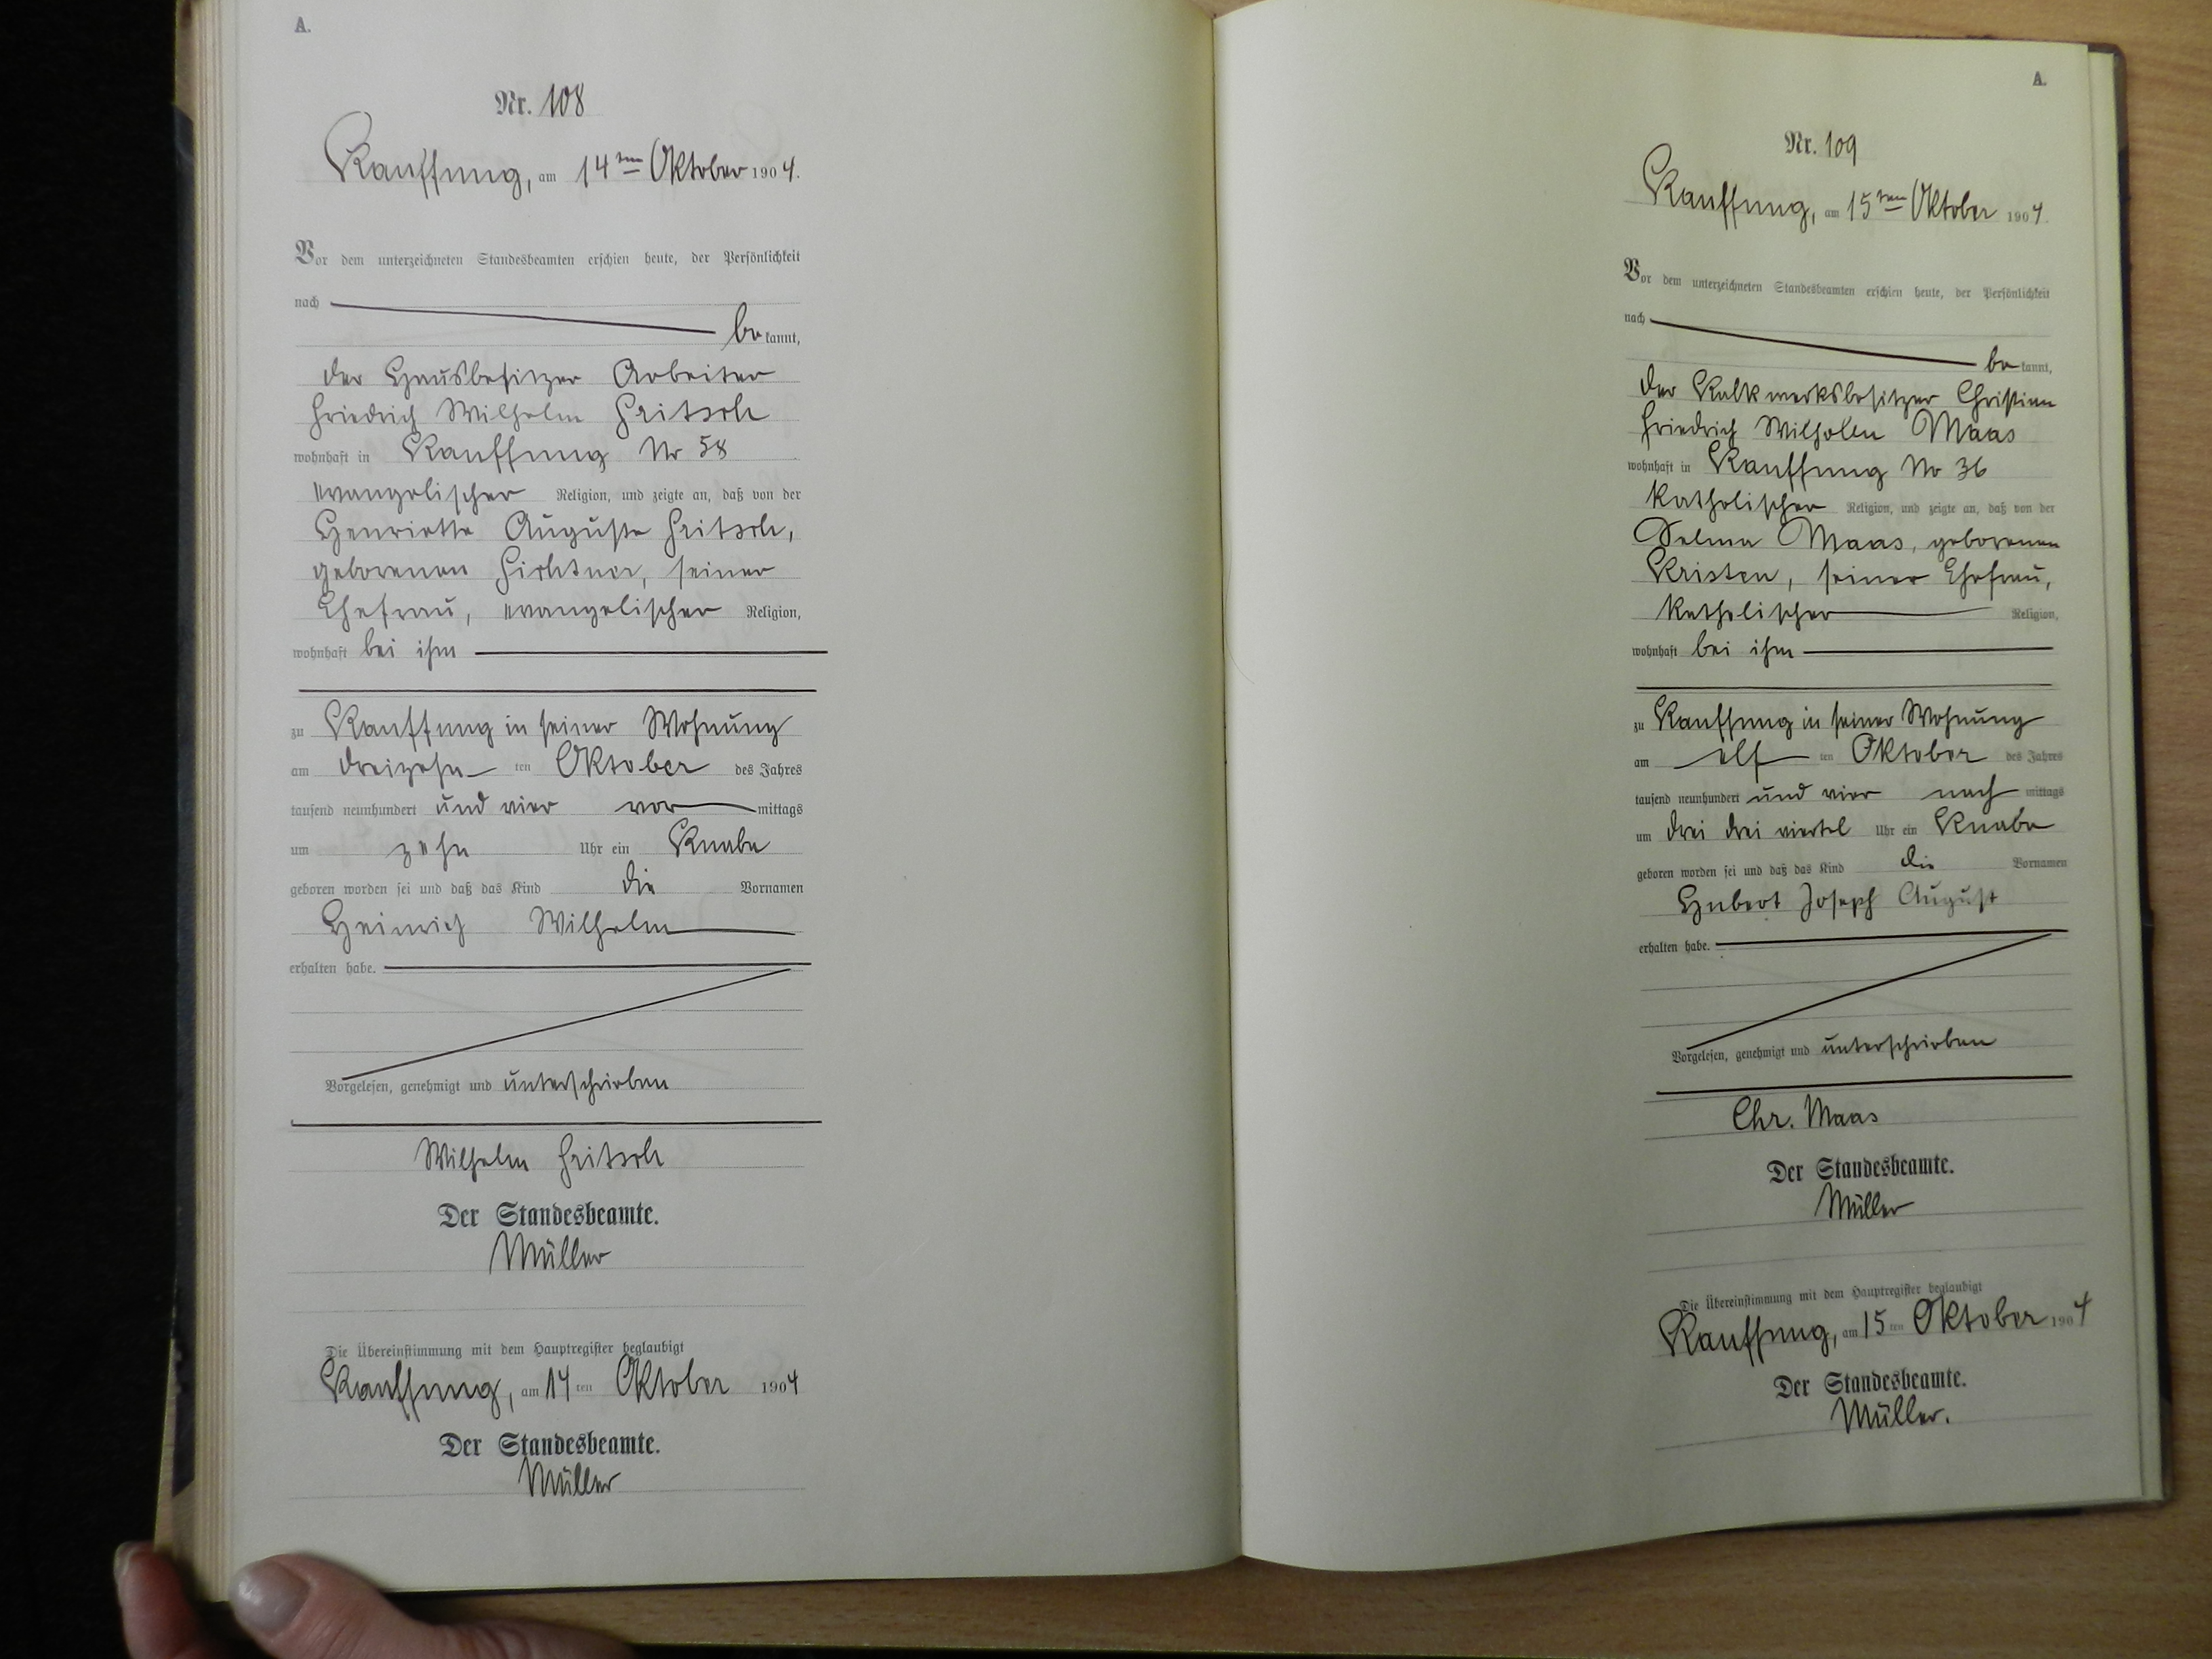 A.
Nr. 108
Kauffung, am 14ten Oktober 1904.
Vor dem unterzeichneten Standesbeamten erschien heute, der Persönlichkeit
nach
bekannt,
der Hausbesitzer Arbeiter
Friedrich Wilhelm Fritsch
wohnhaft in Kauffung Nr 58
evangelischer Religion, und zeigte an, daß von der
Henriette Auguste Fritsch,
geborenen, seiner
Ehefrau, evangelischer Religion,
wohnhaft bei ihm
zu Kauffung in seiner Wohnung
am dreizehnten Oktober des Jahres
tausend neunhundert und vier vormittags
um zehn Uhr ein Knabe
geboren worden sei und daß das Kind die Vornamen
Heinrich Wilhelm
erhalten habe.
Vorgelesen, genehmigt und unterschrieben
Wilhelm Fritsch
Der Standesbeamte.
Müller
Die Übereinstimmung mit dem Hauptregister beglaubigt
Kauffung, am 14ten Oktober 1904
Der Standesbeamte.
Müller
A.
Nr. 109
Kauffung, am 15ten Oktober 1904.
Vor dem unterzeichneten Standesbeamten erschien heute, der Persönlichkeit
nach
bekannt,
der Kalkwerksbesitzer Christian
Friedrich Wilhelm Maas
wohnhaft in Kauffung Nr 36
katholischer Religion, und zeigte an, daß von der
Selma Maas, geborenen
Kristen, seiner Ehefrau,
katholischer Religion,
wohnhaft bei ihm
zu Kauffung in seiner Wohnung
am elften Oktober des Jahres
tausend neunhundert und vier nachmittags
um drei drei viertel Uhr ein Knabe
geboren worden sei und daß das Kind die Vornamen
Hubert Joseph August
erhalten habe.
Vorgelesen, genehmigt und unterschrieben
Chr. Maas
Der Standesbeamte.
Müller
Die Übereinstimmung mit dem Hauptregister beglaubigt
Kauffung, am 15ten Oktober 1904
Der Standesbeamte.
Müller.